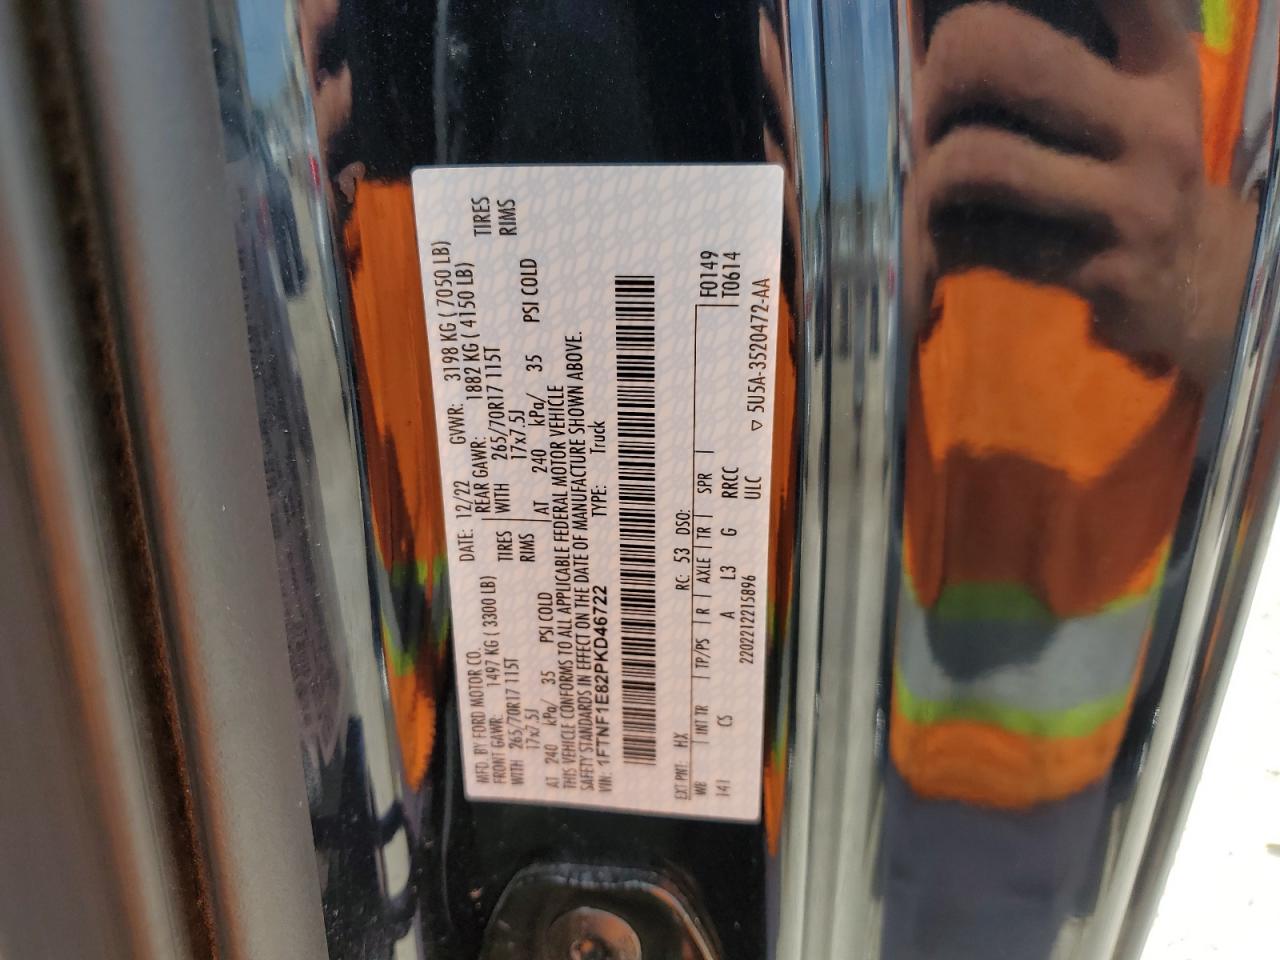 MFD. BY FORD MOTOR CO. DATE: 12/22 GVWR: 3198 KG ( 7050 LB)
FRONT GAWR: 1497 KG ( 3300 LB) REAR GAWR: 1882 KG ( 4150 LB)
WITH 265/70R17 115T TIRES WITH 265/70R17 115T TIRES
17x7.5J RIMS 17x7.5J RIMS
AT 240 kPa/ 35 PSI COLD AT 240 kPa/ 35 PSI COLD
THIS VEHICLE CONFORMS TO ALL APPLICABLE FEDERAL MOTOR VEHICLE
SAFETY STANDARDS IN EFFECT ON THE DATE OF MANUFACTURE SHOWN ABOVE.
VIN: 1FTNF1E82PKD46722 TYPE: Truck
EXT PNT: HX RC: 53 DSO:
WB INT TR TP/PS R AXLE TR SPR F0149
141 CS A L3 G RRCC T0614
2202212215896 ULC ▽ 5U5A-3520472-AA